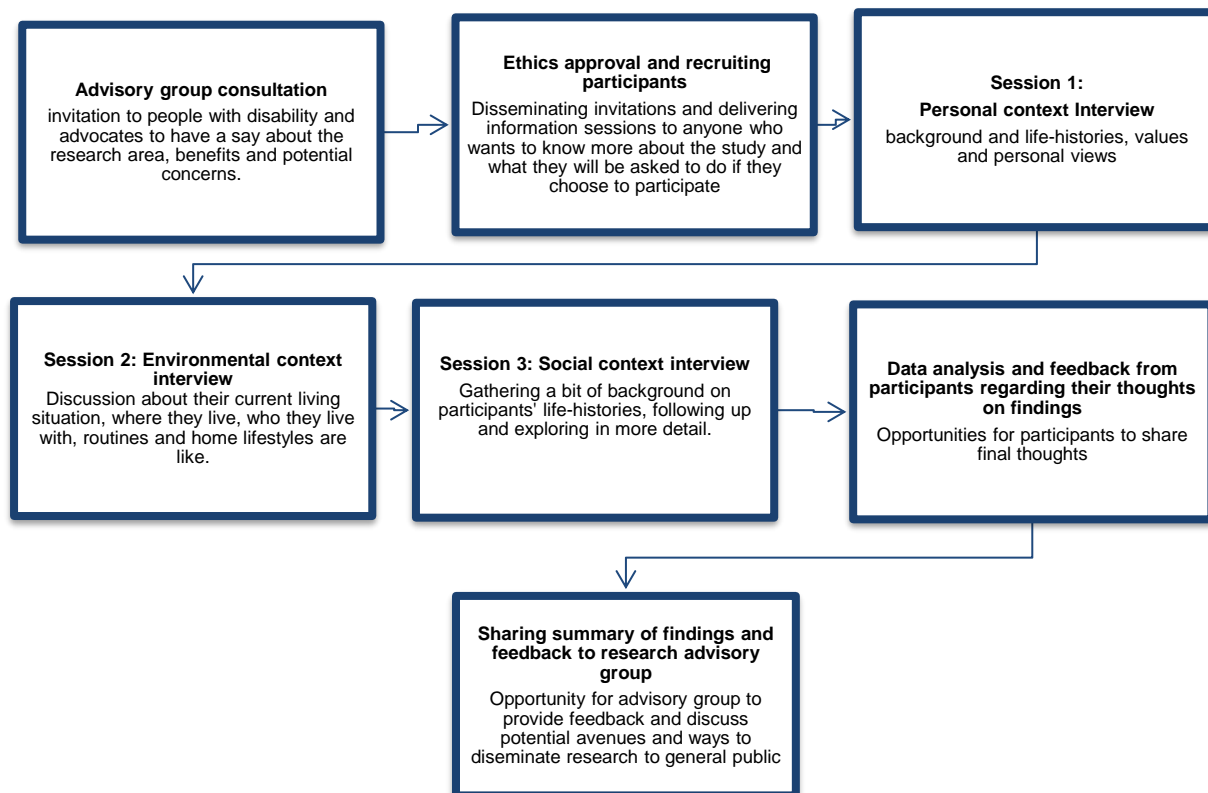 Advisory group consultation
invitation to people with disability and
advocates to have a say about the
research area, benefits and potential
concerns.
Ethics approval and recruiting
participants
Disseminating invitations and delivering
information sessions to anyone who
wants to know more about the study and
what they will be asked to do if they
choose to participate
Session 1:
Personal context Interview
background and life-histories, values
and personal views
Session 2: Environmental context
interview
Discussion about their current living
situation, where they live, who they live
with, routines and home lifestyles are
like.
Session 3: Social context interview
Gathering a bit of background on
participants' life-histories, following up
and exploring in more detail.
Data analysis and feedback from
participants regarding their thoughts
on findings
Opportunities for participants to share
final thoughts
Sharing summary of findings and
feedback to research advisory
group
Opportunity for advisory group to
provide feedback and discuss
potential avenues and ways to
diseminate research to general public